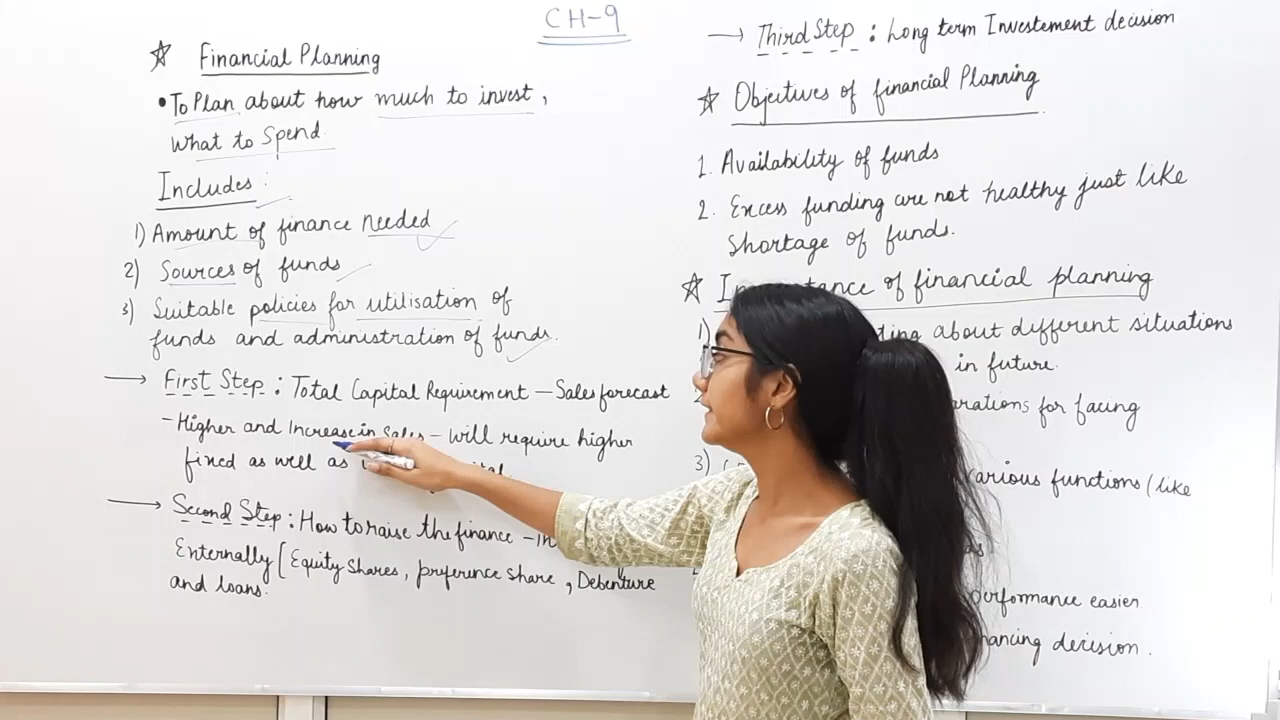 CH-9
☆ Financial Planning
• To Plan about how much to invest,
What to Spend.
Includes :
1) Amount of finance needed
2) Sources of funds
3) Suitable policies for utilisation of
funds and administration of funds.
→ First Step : Total Capital Requirement — Sales forecast
- Higher and Increase in Sales - will require higher
fixed as well as
→ Second Step : How to raise the finance - In
Externally [Equity Shares, preference share, Debenture
and loans.
→ Third Step : Long term Investement decision
☆ Objectives of financial Planning
1. Availability of funds
2. Excess funding are not healthy just like
Shortage of funds.
☆ of financial planning
1) about different situations
in future.
for facing
3) various functions (like
performance easier
decision.